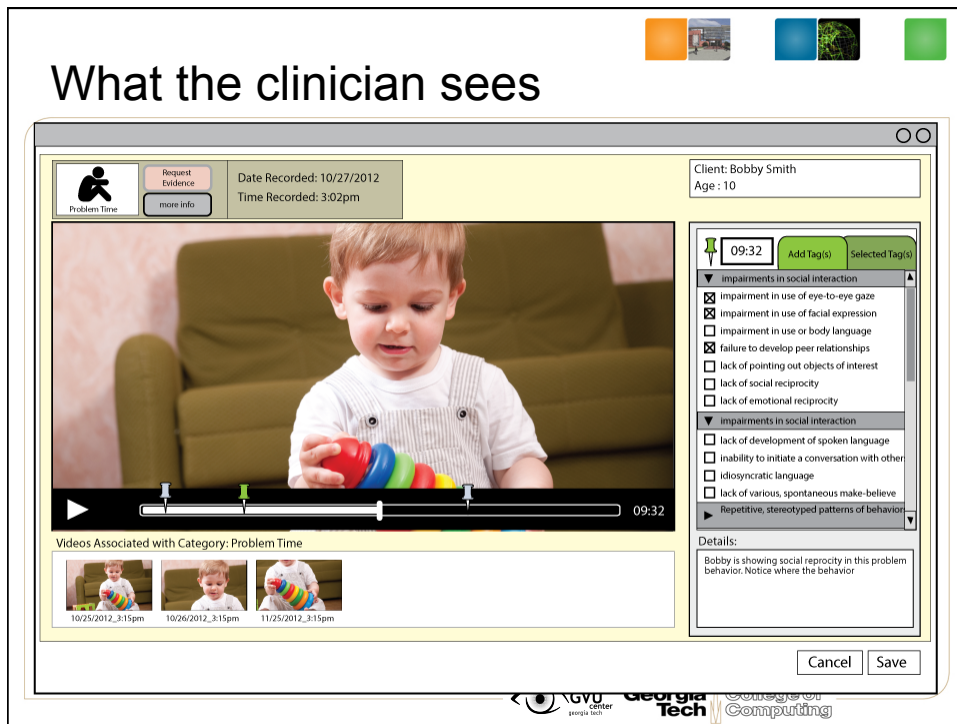 What the clinician sees
Problem Time
Request
Evidence
more info
Date Recorded: 10/27/2012
Time Recorded: 3:02pm
Client: Bobby Smith
Age : 10
09:32
Add Tag(s)
Selected Tag(s)
impairments in social interaction
impairment in use of eye-to-eye gaze
impairment in use of facial expression
impairment in use or body language
failure to develop peer relationships
lack of pointing out objects of interest
lack of social reciprocity
lack of emotional reciprocity
impairments in social interaction
lack of development of spoken language
inability to initiate a conversation with other
idiosyncratic language
lack of various, spontaneous make-believe
Repetitive, stereotyped patterns of behavior
09:32
Videos Associated with Category: Problem Time
10/25/2012_3:15pm
10/26/2012_3:15pm
11/25/2012_3:15pm
Details:
Bobby is showing social reprocity in this problem
behavior. Notice where the behavior
Cancel
Save
GVU center
georgia tech
Georgia
Tech
College of
Computing